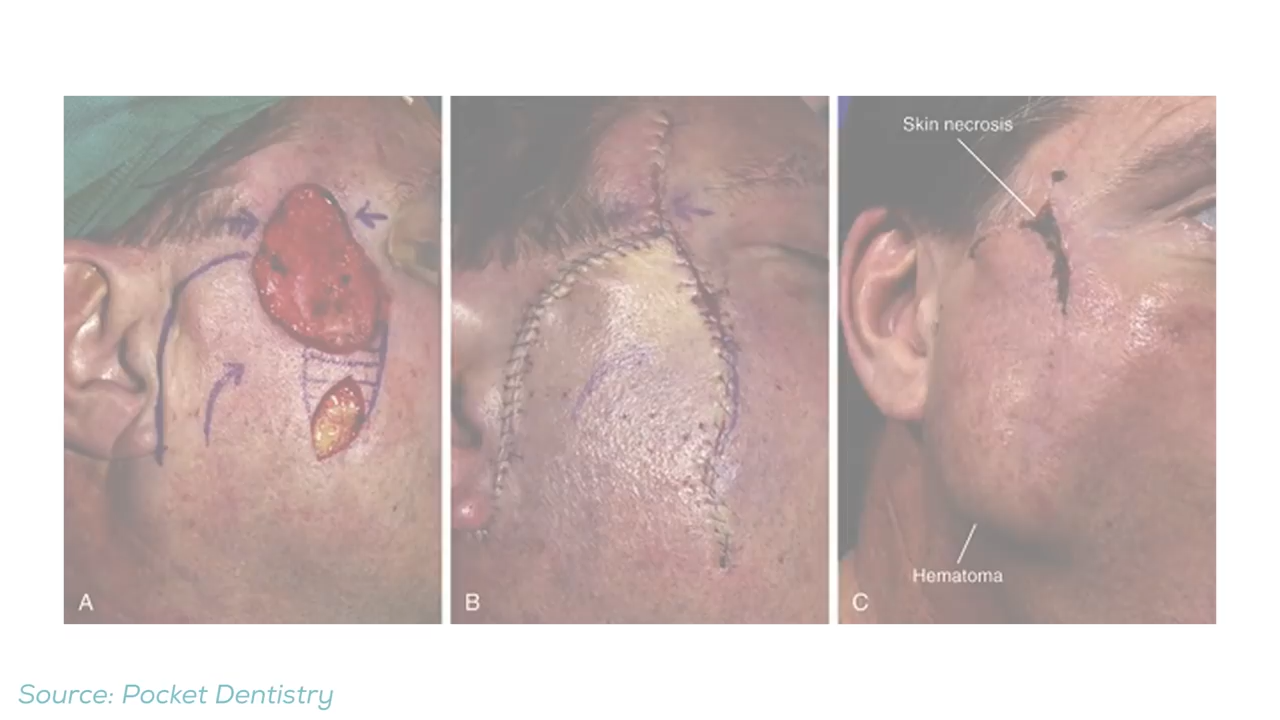 Skin necrosis
Hematoma
A
B
C
Source: Pocket Dentistry